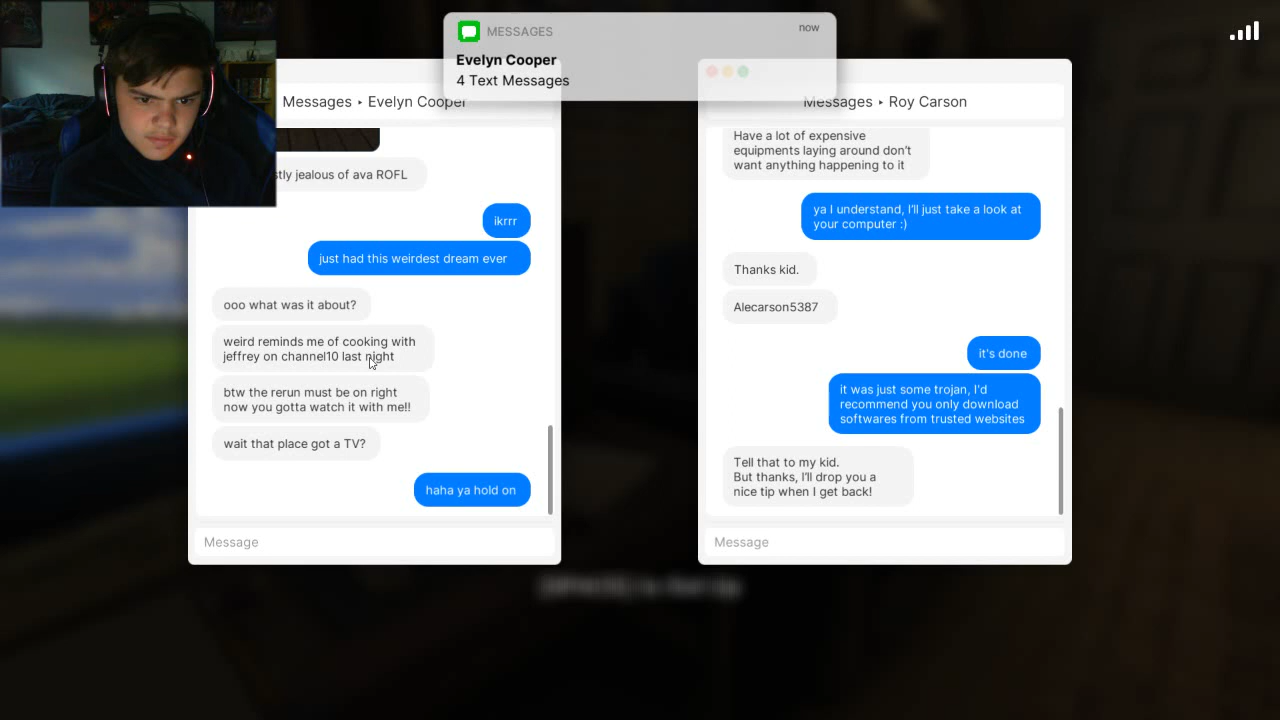 MESSAGES
now
Evelyn Cooper
4 Text Messages
Messages ‣ Evelyn Cooper
jealous of ava ROFL
ikrrr
just had this weirdest dream ever
ooo what was it about?
weird reminds me of cooking with
jeffrey on channel10 last night
btw the rerun must be on right
now you gotta watch it with me!!
wait that place got a TV?
haha ya hold on
Message
Messages ‣ Roy Carson
Have a lot of expensive
equipments laying around don't
want anything happening to it
ya I understand, I'll just take a look at
your computer :)
Thanks kid.
Alecarson5387
it's done
it was just some trojan, I'd
recommend you only download
softwares from trusted websites
Tell that to my kid.
But thanks, I'll drop you a
nice tip when I get back!
Message